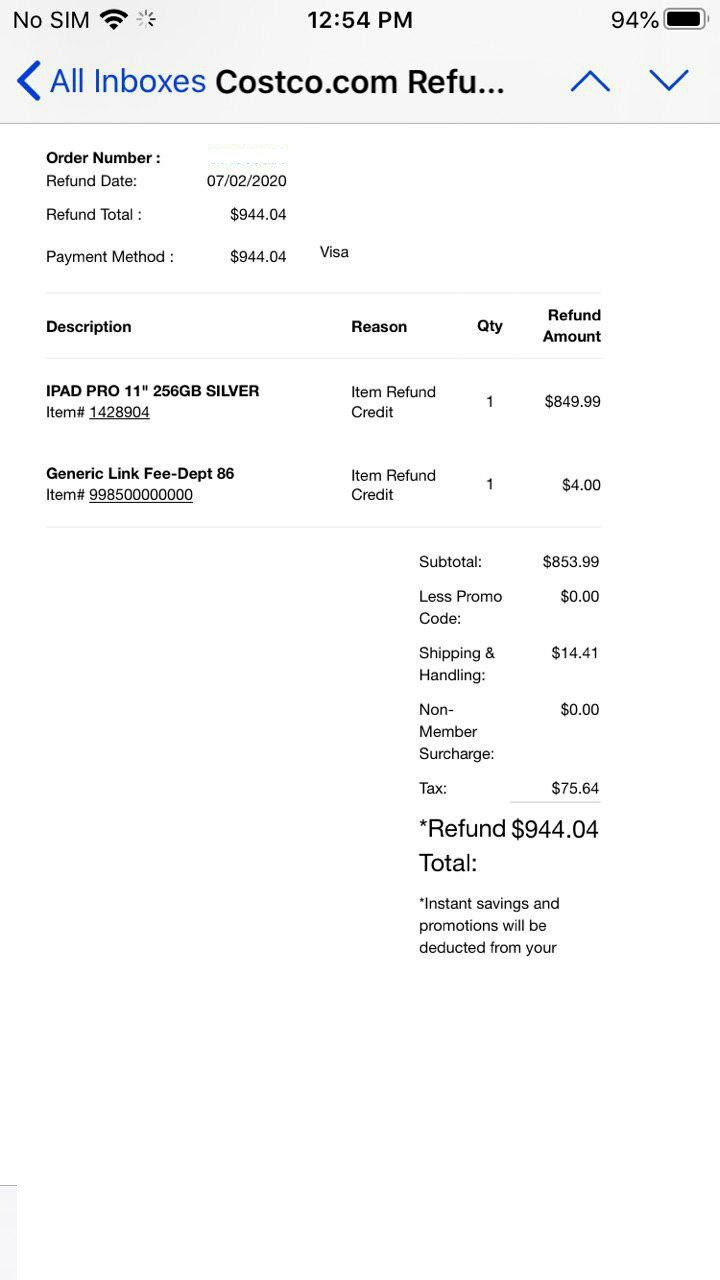 No SIM 12:54 PM 94%
All Inboxes Costco.com Refu...
Order Number :
Refund Date: 07/02/2020
Refund Total : $944.04
Payment Method : $944.04 Visa
Description Reason Qty Refund Amount
IPAD PRO 11" 256GB SILVER
Item# 1428904
Item Refund
Credit
1 $849.99
Generic Link Fee-Dept 86
Item# 998500000000
Item Refund
Credit
1 $4.00
Subtotal: $853.99
Less Promo
Code:
$0.00
Shipping &
Handling:
$14.41
Non-
Member
Surcharge:
$0.00
Tax: $75.64
*Refund $944.04
Total:
*Instant savings and
promotions will be
deducted from your